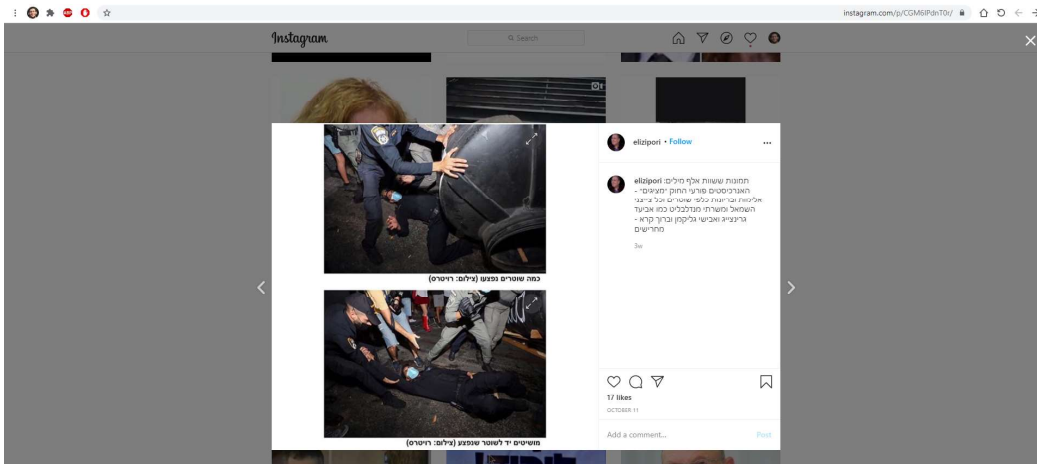 instagram.com/p/CGM6lPdnT0r/
Instagram
Search
elizipori • Follow
elizipori תמונות ששוות אלף מילים:
האנרכיסטים פורעי החוק ״מציגים״ -
אלימות ובריונות כלפי שוטרים וכל צייצני
השמאל ומשרתי מנדלבליט כמו אביעד
גרינצייג ואבישי גליקמן וברוך קרא -
מחרישים
3w
כמה שוטרים נפצעו (צילום: רויטרס)
מושיטים יד לשוטר שנפצע (צילום: רויטרס)
17 likes
OCTOBER 11
Add a comment...
Post